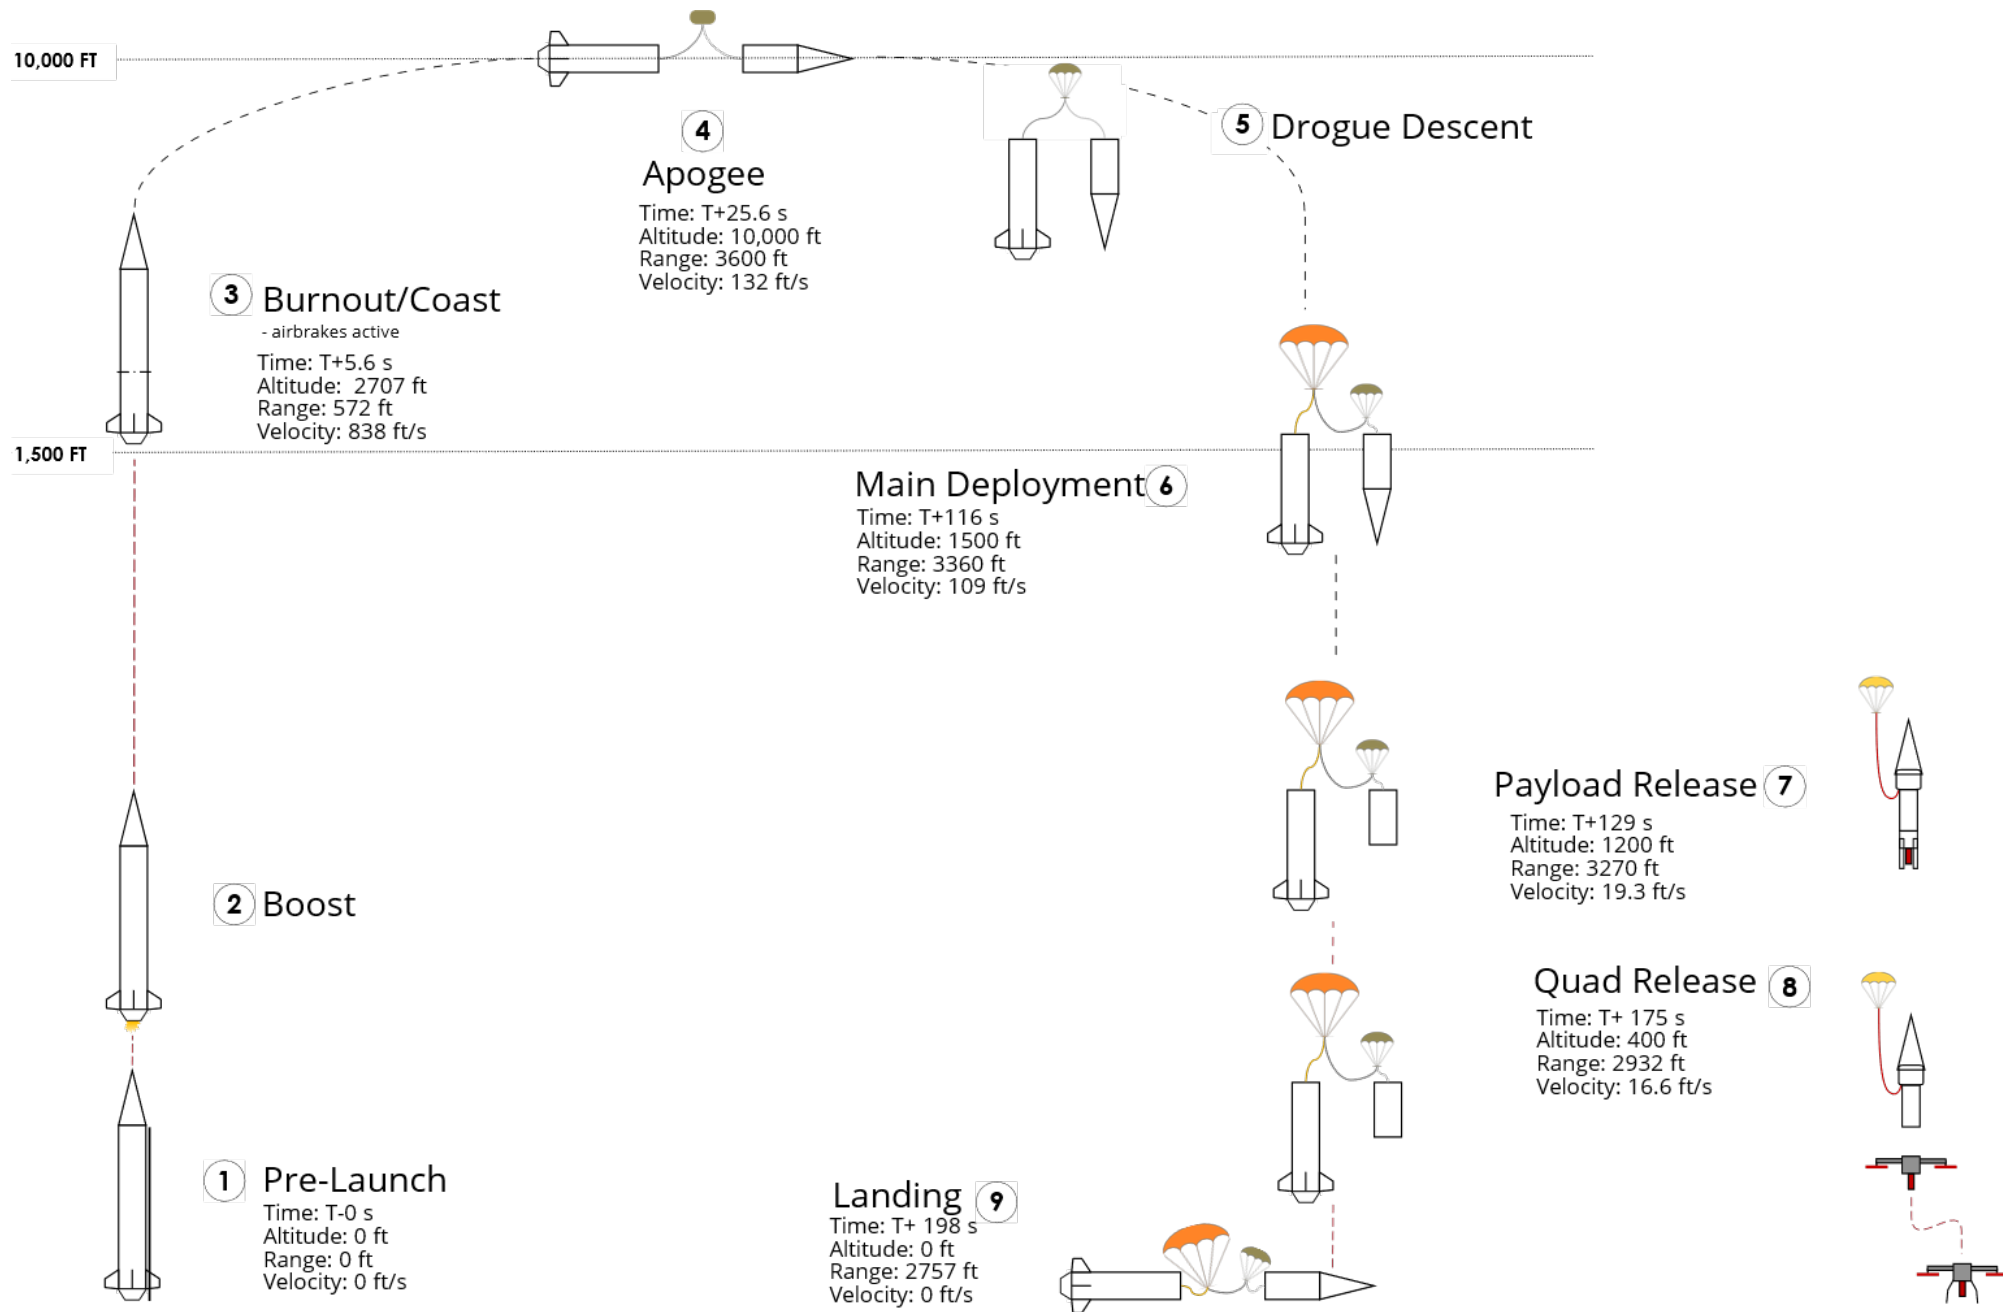 10,000 FT
4
Apogee
Time: T+25.6 s
Altitude: 10,000 ft
Range: 3600 ft
Velocity: 132 ft/s
5 Drogue Descent
3 Burnout/Coast
- airbrakes active
Time: T+5.6 s
Altitude:  2707 ft
Range: 572 ft
Velocity: 838 ft/s
1,500 FT
Main Deployment 6
Time: T+116 s
Altitude: 1500 ft
Range: 3360 ft
Velocity: 109 ft/s
Payload Release 7
Time: T+129 s
Altitude: 1200 ft
Range: 3270 ft
Velocity: 19.3 ft/s
2 Boost
Quad Release 8
Time: T+ 175 s
Altitude: 400 ft
Range: 2932 ft
Velocity: 16.6 ft/s
1 Pre-Launch
Time: T-0 s
Altitude: 0 ft
Range: 0 ft
Velocity: 0 ft/s
Landing 9
Time: T+ 198 s
Altitude: 0 ft
Range: 2757 ft
Velocity: 0 ft/s